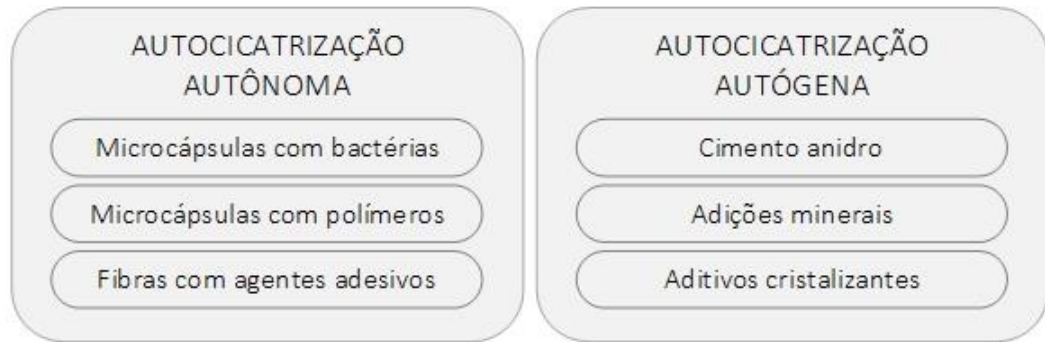 AUTOCICATRIZAÇÃO
AUTÔNOMA
Microcápsulas com bactérias
Microcápsulas com polímeros
Fibras com agentes adesivos
AUTOCICATRIZAÇÃO
AUTÓGENA
Cimento anidro
Adições minerais
Aditivos cristalizantes